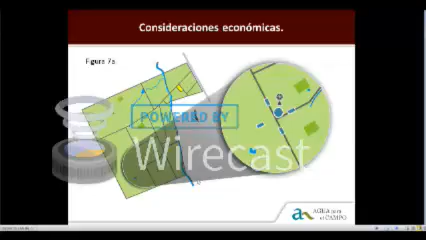 Consideraciones económicas.
Figura 7a
POWERED BY
Wirecast
AGUA para
el CAMPO